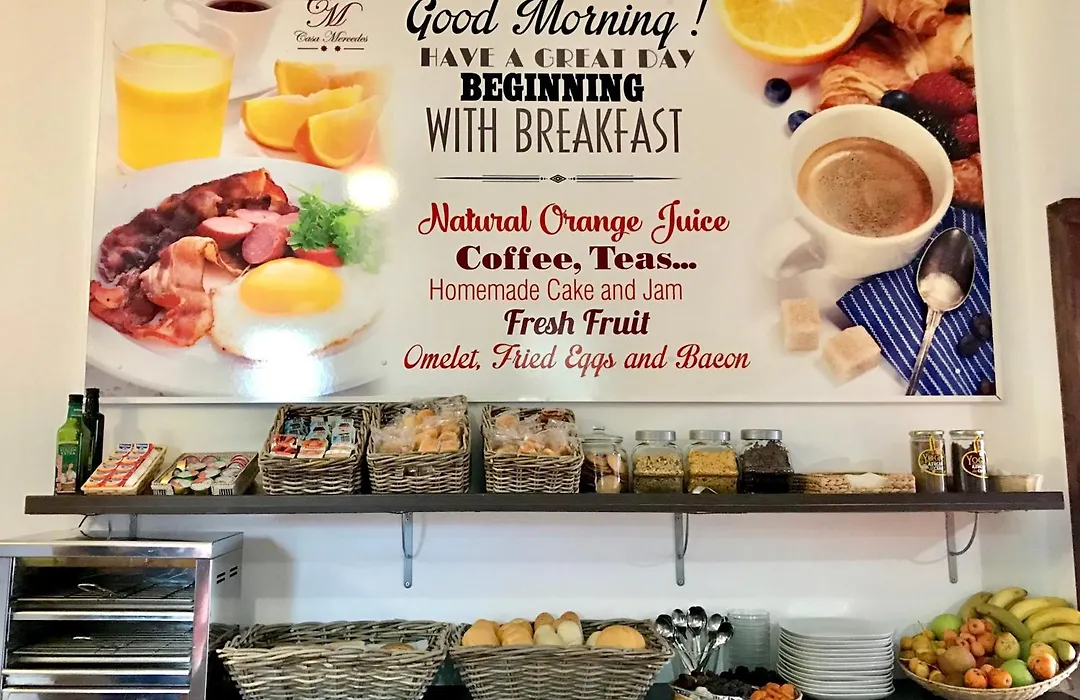 CM
Casa Mercedes
Good Morning !
HAVE A GREAT DAY
BEGINNING
WITH BREAKFAST
Natural Orange Juice
Coffee, Teas...
Homemade Cake and Jam
Fresh Fruit
Omelet, Fried Eggs and Bacon